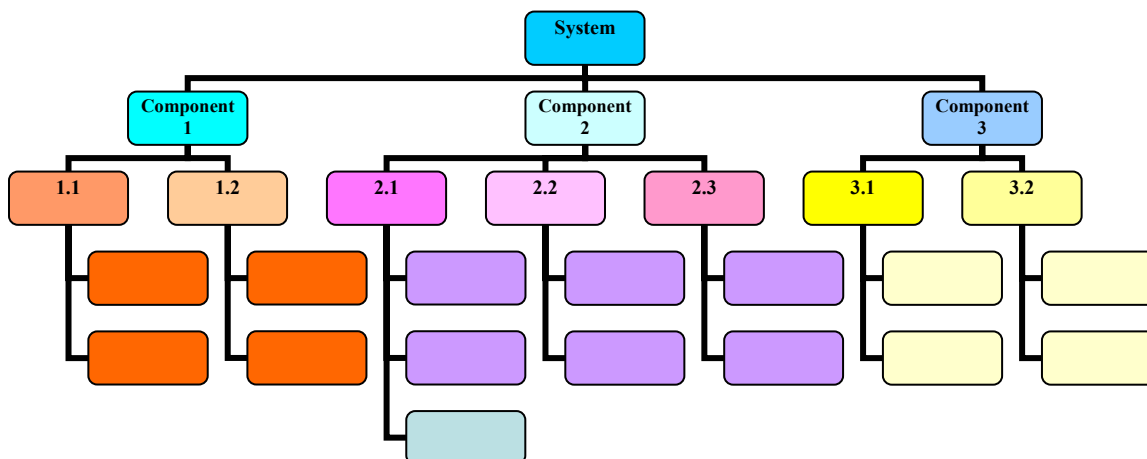 System
Component
1
Component
2
Component
3
1.1
1.2
2.1
2.2
2.3
3.1
3.2